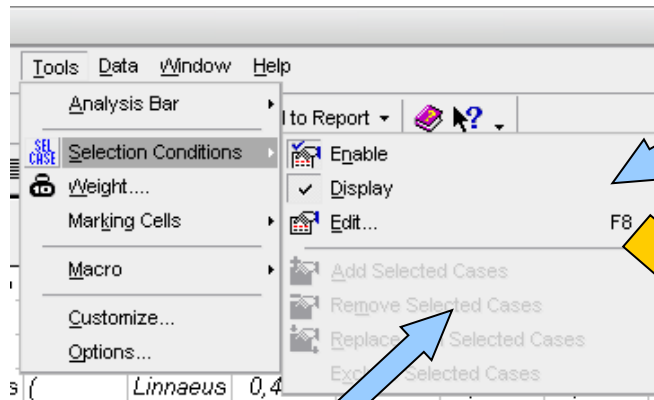 Tools Data Window Help
Analysis Bar
l to Report
SEL CASE Selection Conditions
Enable
Weight....
Display
Marking Cells
Edit... F8
Macro
Add Selected Cases
Remove Selected Cases
Customize...
Replace Selected Cases
Options...
Selected Cases
s ( Linnaeus 0,4